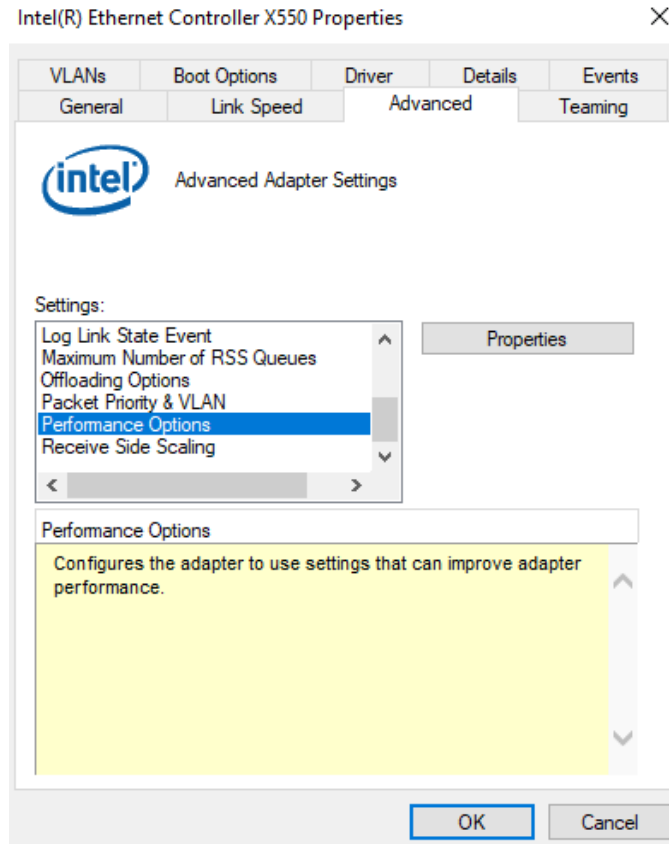 Intel(R) Ethernet Controller X550 Properties
VLANs Boot Options Driver Details Events
General Link Speed Advanced Teaming
intel
Advanced Adapter Settings
Settings:
Log Link State Event
Maximum Number of RSS Queues
Offloading Options
Packet Priority & VLAN
Performance Options
Receive Side Scaling
Properties
Performance Options
Configures the adapter to use settings that can improve adapter
performance.
OK Cancel